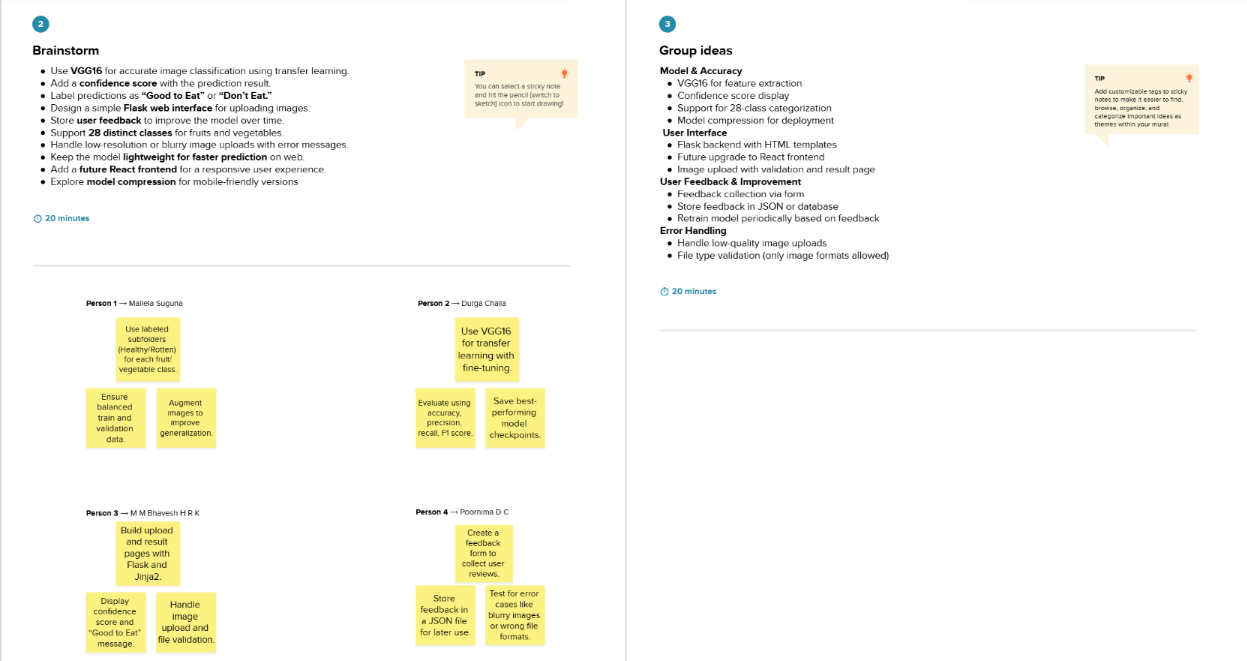 2
Brainstorm
● Use VGG16 for accurate image classification using transfer learning.
● Add a confidence score with the prediction result.
● Label predictions as “Good to Eat” or “Don’t Eat.”
● Design a simple Flask web interface for uploading images.
● Store user feedback to improve the model over time.
● Support 28 distinct classes for fruits and vegetables.
● Handle low-resolution or blurry image uploads with error messages.
● Keep the model lightweight for faster prediction on web.
● Add a future React frontend for a responsive user experience.
● Explore model compression for mobile-friendly versions
20 minutes
TIP
You can select a sticky note
and hit the pencil [switch to
sketch] icon to start drawing!
Person 1 → Mallela Suguna
Use labeled
subfolders
(Healthy/Rotten)
for each fruit/
vegetable class.
Ensure
balanced
train and
validation
data.
Augment
images to
improve
generalization.
Person 2 → Durga Challa
Use VGG16
for transfer
learning with
fine-tuning.
Evaluate using
accuracy,
precision,
recall, F1 score.
Save best-
performing
model
checkpoints.
Person 3 → M M Bhavesh H R K
Build upload
and result
pages with
Flask and
Jinja2.
Display
confidence
score and
“Good to Eat”
message.
Handle
image
upload and
file validation.
Person 4 → Poornima D C
Create a
feedback
form to
collect user
reviews.
Store
feedback in
a JSON file
for later use.
Test for error
cases like
blurry images
or wrong file
formats.
3
Group ideas
Model & Accuracy
● VGG16 for feature extraction
● Confidence score display
● Support for 28-class categorization
● Model compression for deployment
User Interface
● Flask backend with HTML templates
● Future upgrade to React frontend
● Image upload with validation and result page
User Feedback & Improvement
● Feedback collection via form
● Store feedback in JSON or database
● Retrain model periodically based on feedback
Error Handling
● Handle low-quality image uploads
● File type validation (only image formats allowed)
20 minutes
TIP
Add customizable tags to sticky
notes to make it easier to find,
browse, organize, and
categorize important ideas as
themes within your mural.